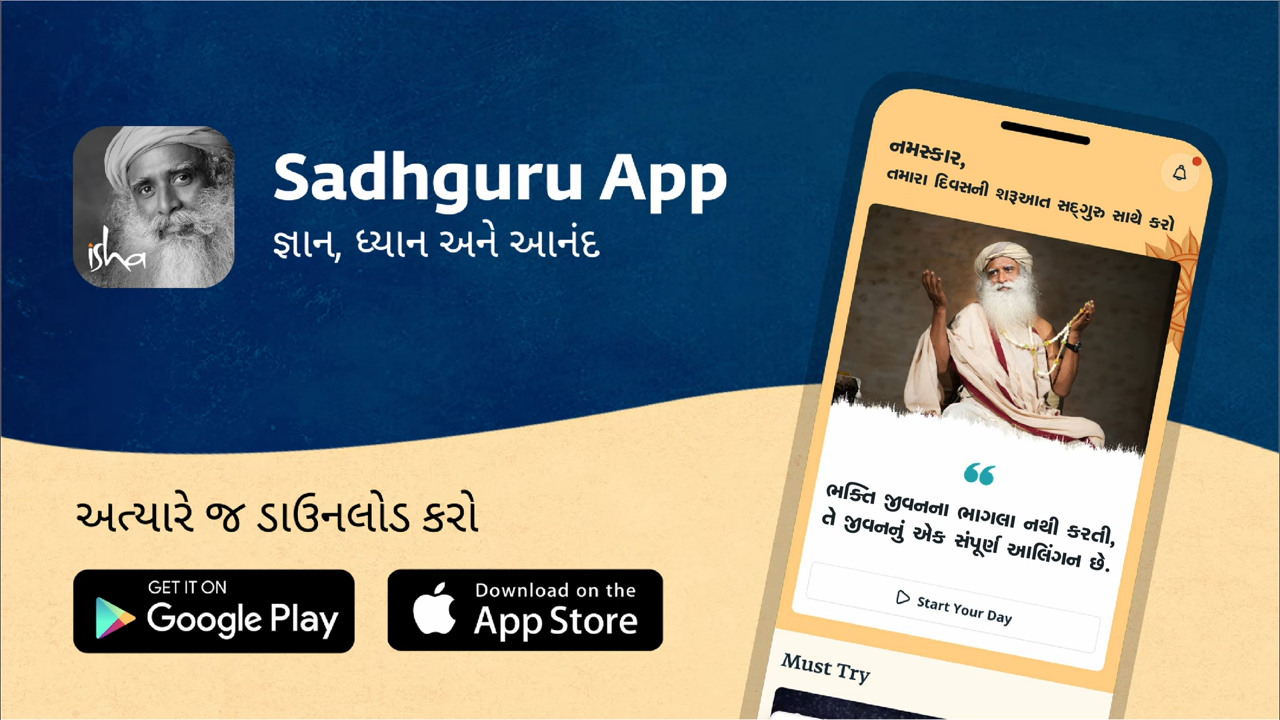 isha
Sadhguru App
જ્ઞાન, ધ્યાન અને આનંદ
અત્યારે જ ડાઉનલોડ કરો
GET IT ON
Google Play
Download on the
App Store
નમસ્કાર,
તમારા દિવસની શરૂઆત સદ્‌ગુરુ સાથે કરો
“
ભક્તિ જીવનના ભાગલા નથી કરતી,
તે જીવનનું એક સંપૂર્ણ આલિંગન છે.
Start Your Day
Must Try